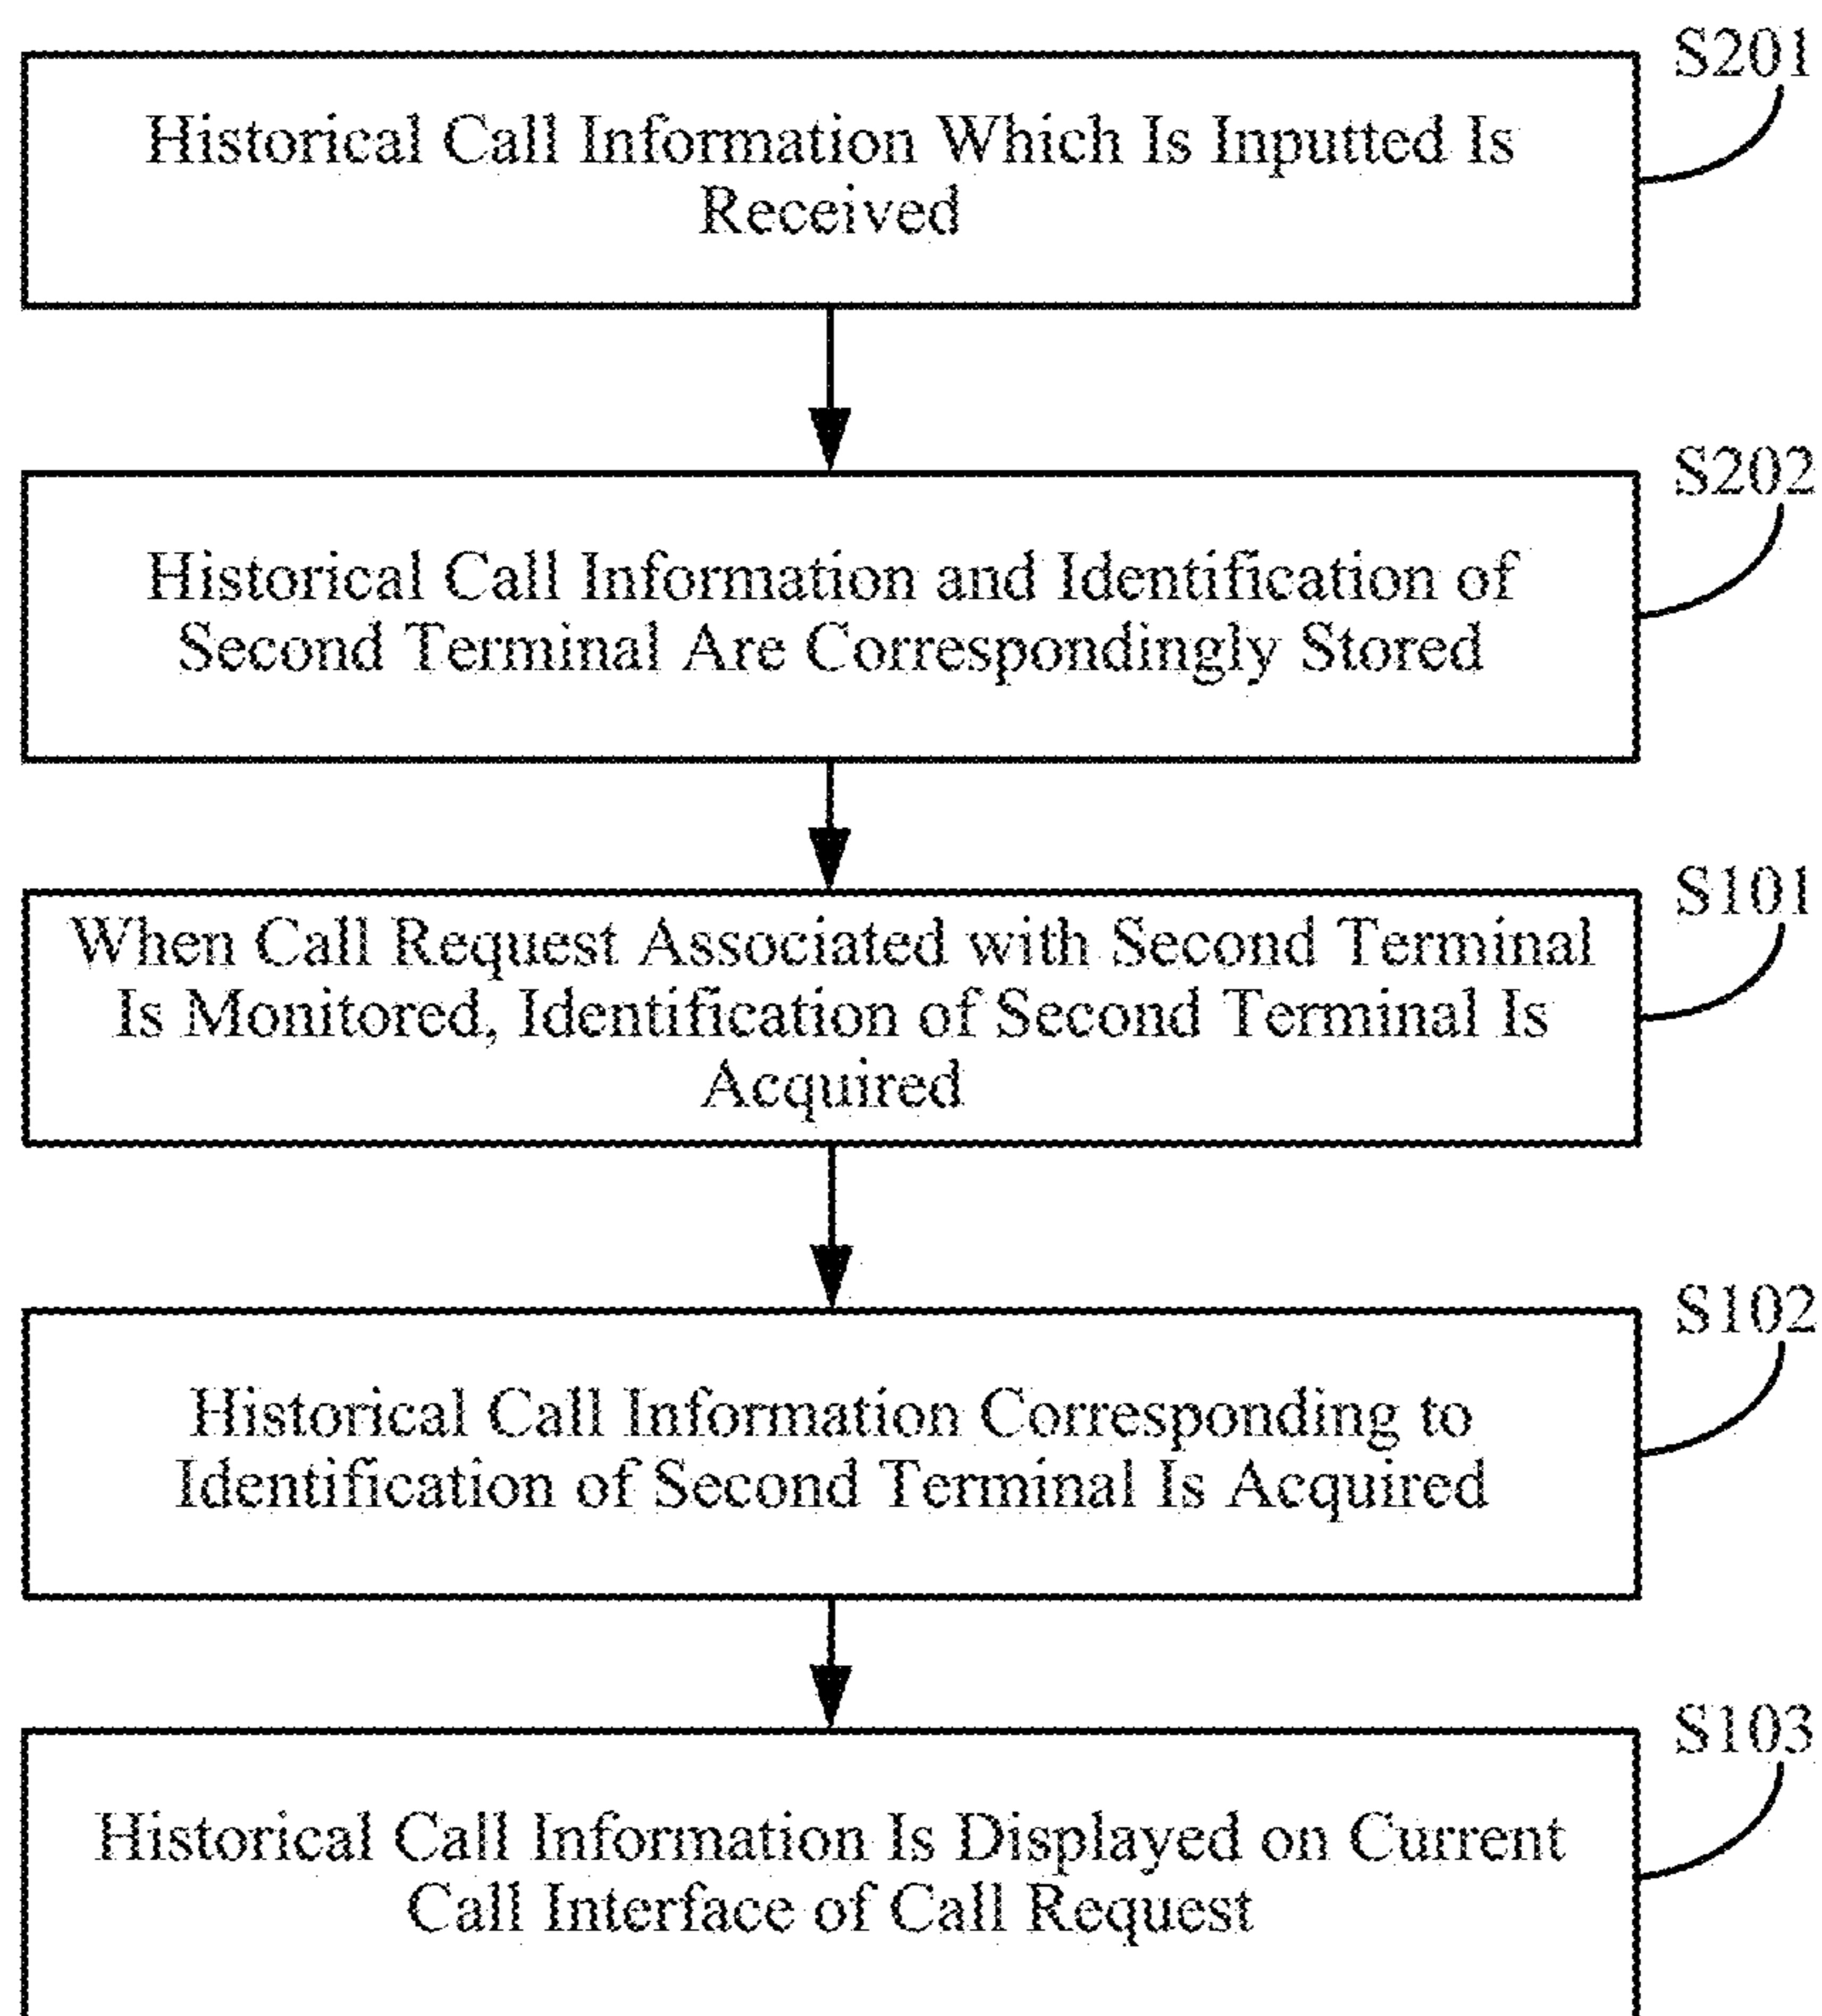 S201
Historical Call Information Which Is Inputted Is
Received
S202
Historical Call Information and Identification of
Second Terminal Are Correspondingly Stored
S101
When Call Request Associated with Second Terminal
Is Monitored, Identification of Second Terminal Is
Acquired
S102
Historical Call Information Corresponding to
Identification of Second Terminal Is Acquired
S103
Historical Call Information Is Displayed on Current
Call Interface of Call Request